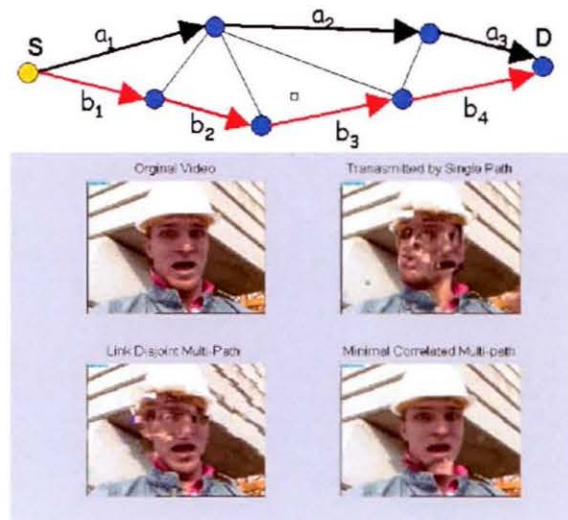 S a₁ a₂ a₃ D
b₁ b₂ b₃ b₄
Orginal Video Tranasmitted by Single Path
Link Disjoint Multi-Path Minimal Correlated Multi-path